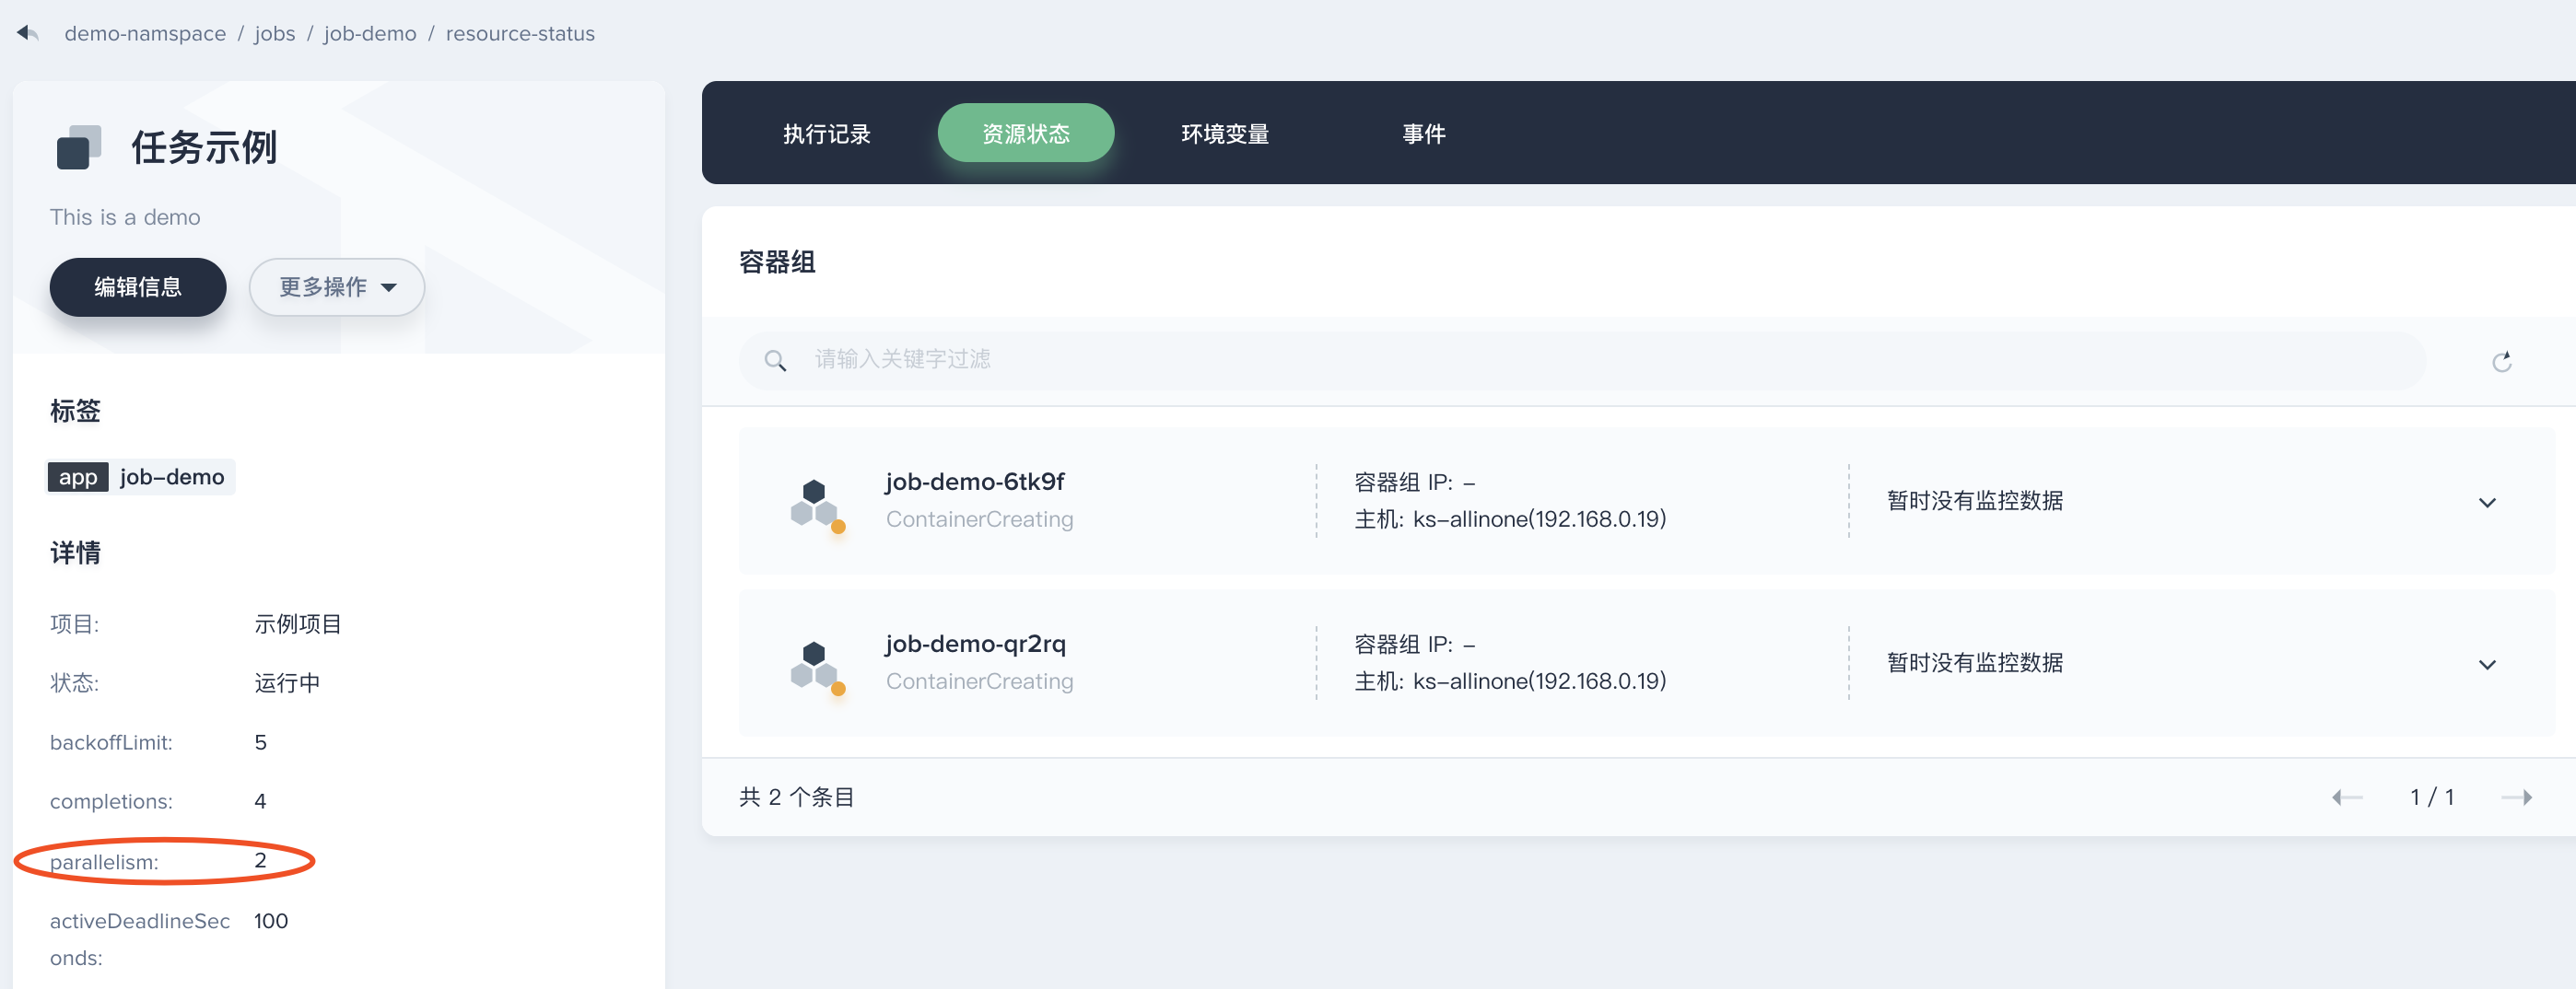 demo-namspace / jobs / job-demo / resource-status
任务示例
This is a demo
编辑信息 更多操作
标签
app job-demo
详情
项目: 示例项目
状态: 运行中
backoffLimit: 5
completions: 4
parallelism: 2
activeDeadlineSec 100
onds:
执行记录 资源状态 环境变量 事件
容器组
请输入关键字过滤
job-demo-6tk9f
ContainerCreating
容器组 IP: -
主机: ks-allinone(192.168.0.19)
暂时没有监控数据
job-demo-qr2rq
ContainerCreating
容器组 IP: -
主机: ks-allinone(192.168.0.19)
暂时没有监控数据
共 2 个条目
1 / 1